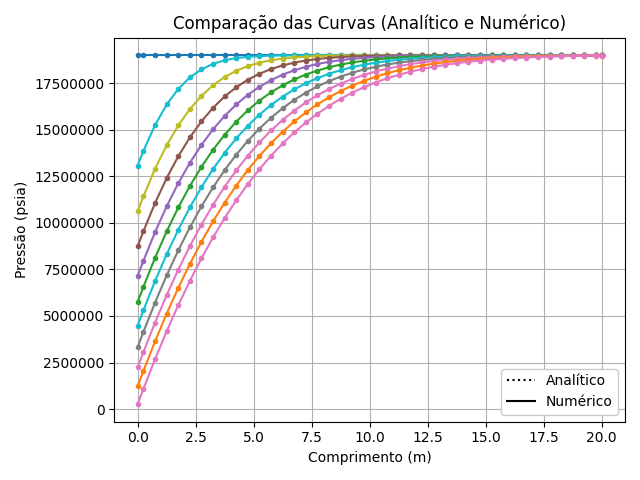 Comparação das Curvas (Analítico e Numérico)
Pressão (psia)
17500000
15000000
12500000
10000000
7500000
5000000
2500000
0
Analítico
Numérico
0.0 2.5 5.0 7.5 10.0 12.5 15.0 17.5 20.0
Comprimento (m)